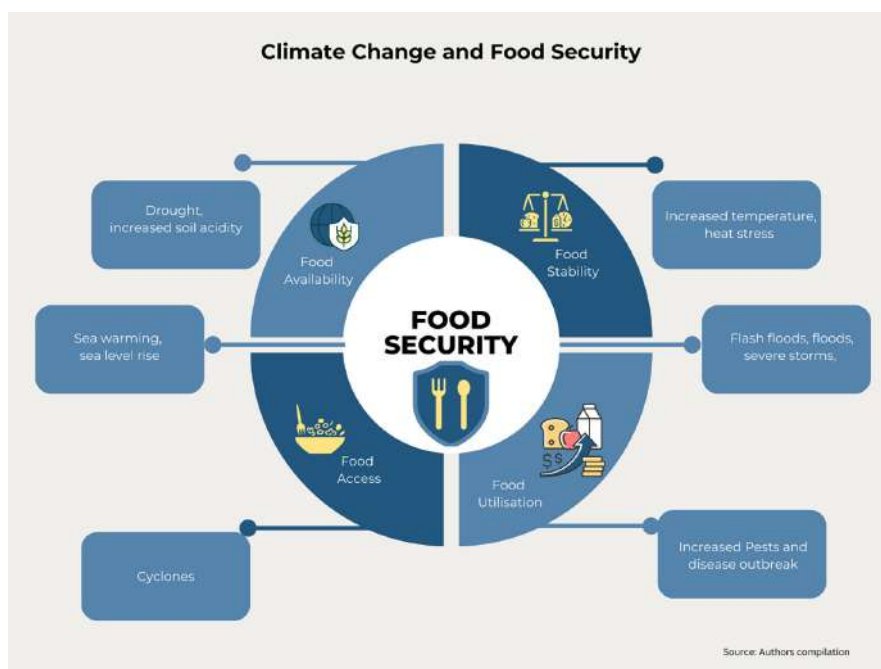 Climate Change and Food Security
Drought,
increased soil acidity
Food
Availability
Food
Stability
Increased temperature,
heat stress
Sea warming,
sea level rise
FOOD
SECURITY
Flash floods, floods,
severe storms,
Food
Access
$$
Food
Utilisation
Cyclones
Increased Pests and
disease outbreak
Source: Authors compilation